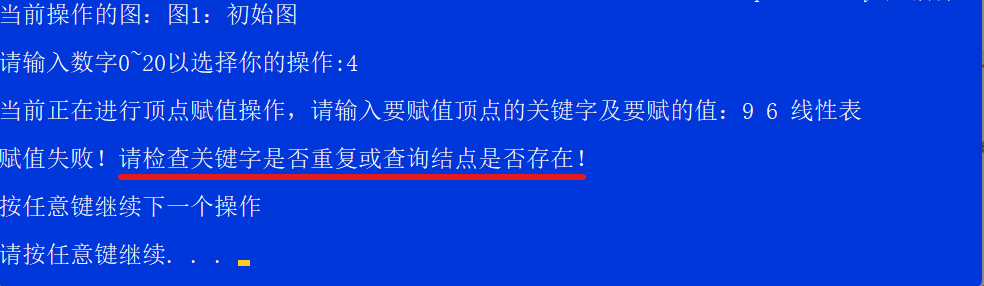 当前操作的图：图1：初始图
请输入数字0~20以选择你的操作:4
当前正在进行顶点赋值操作，请输入要赋值顶点的关键字及要赋的值：9 6 线性表
赋值失败！请检查关键字是否重复或查询结点是否存在！
按任意键继续下一个操作
请按任意键继续. . .